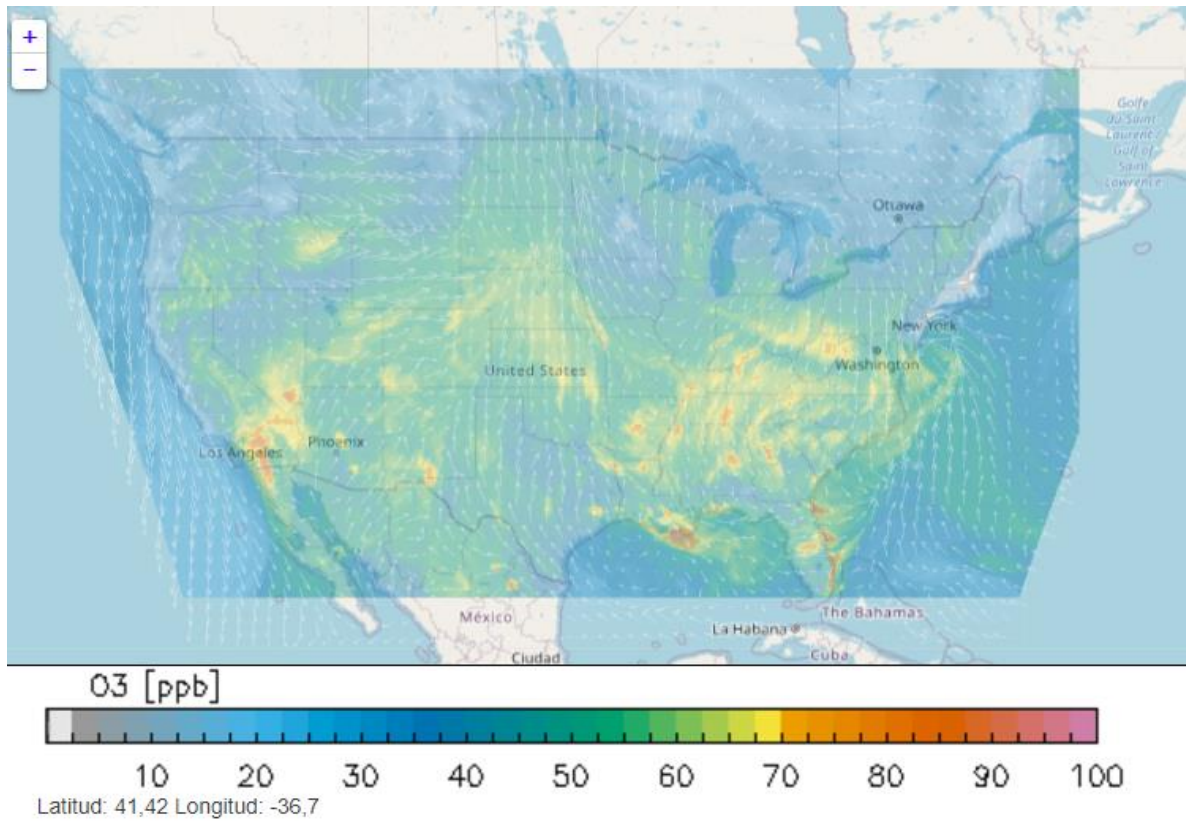 +
−
Golfe
du Saint-
Laurent /
Gulf of
Saint
Lawrence
Ottawa
New York
Washington
United States
Phoenix
Los Angeles
México
The Bahamas
La Habana
Cuba
Ciudad
O3 [ppb]
10 20 30 40 50 60 70 80 90 100
Latitud: 41,42 Longitud: -36,7